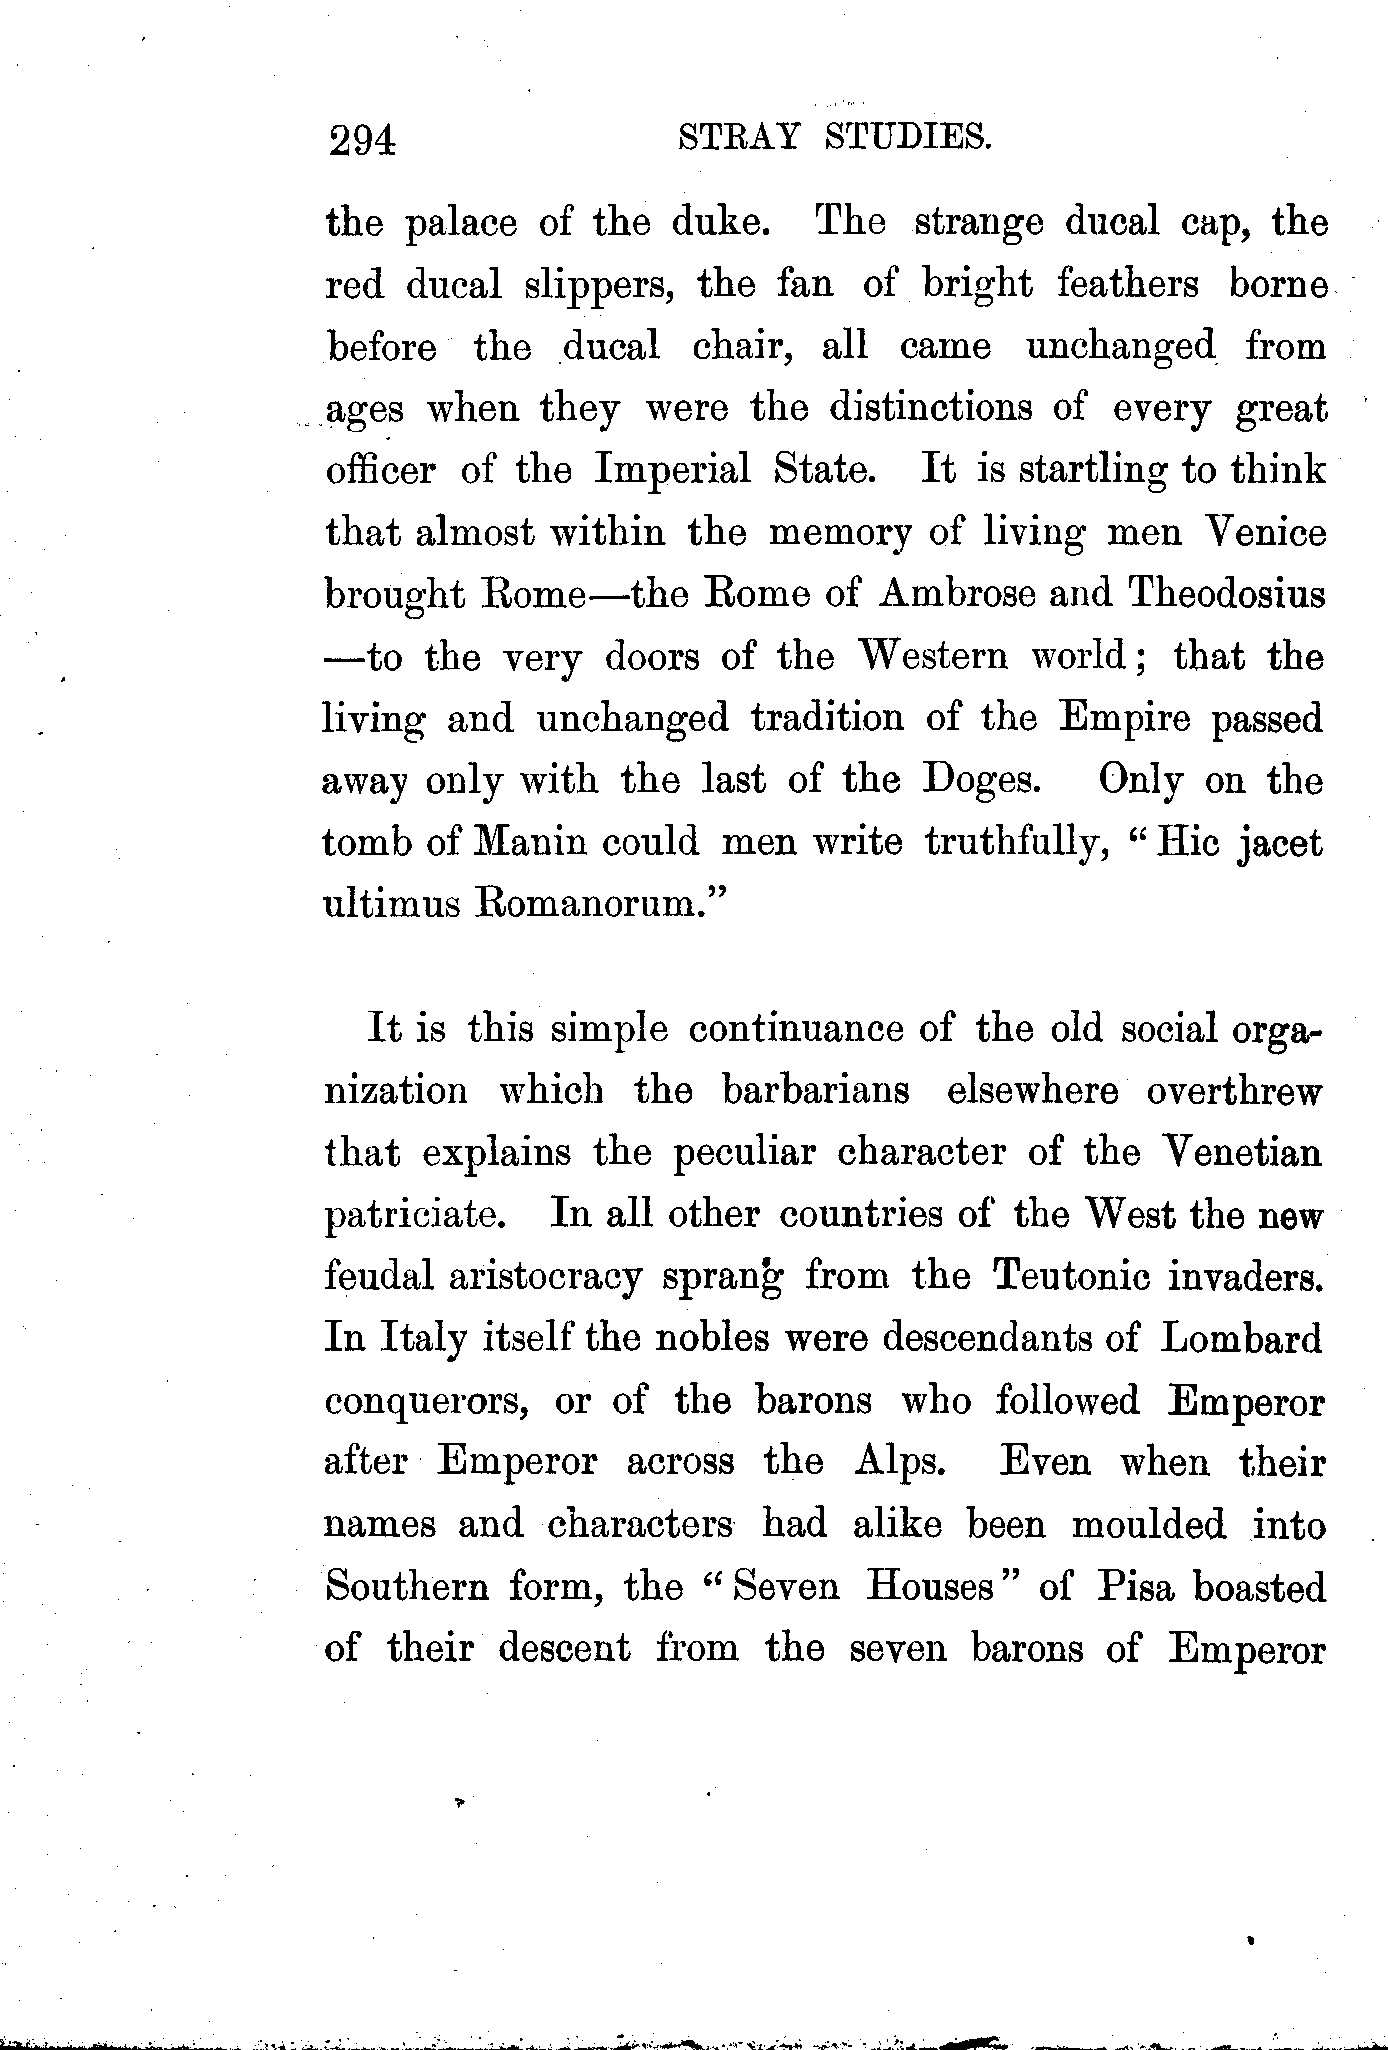 294 STRAY STUDIES.
the palace of the duke. The strange ducal cap, the
red ducal slippers, the fan of bright feathers borne
before the ducal chair, all came unchanged from
ages when they were the distinctions of every great
officer of the Imperial State. It is startling to think
that almost within the memory of living men Venice
brought Rome—the Rome of Ambrose and Theodosius
—to the very doors of the Western world; that the
living and unchanged tradition of the Empire passed
away only with the last of the Doges. Only on the
tomb of Manin could men write truthfully, “Hic jacet
ultimus Romanorum.”
It is this simple continuance of the old social orga-
nization which the barbarians elsewhere overthrew
that explains the peculiar character of the Venetian
patriciate. In all other countries of the West the new
feudal aristocracy sprang from the Teutonic invaders.
In Italy itself the nobles were descendants of Lombard
conquerors, or of the barons who followed Emperor
after Emperor across the Alps. Even when their
names and characters had alike been moulded into
Southern form, the “Seven Houses” of Pisa boasted
of their descent from the seven barons of Emperor